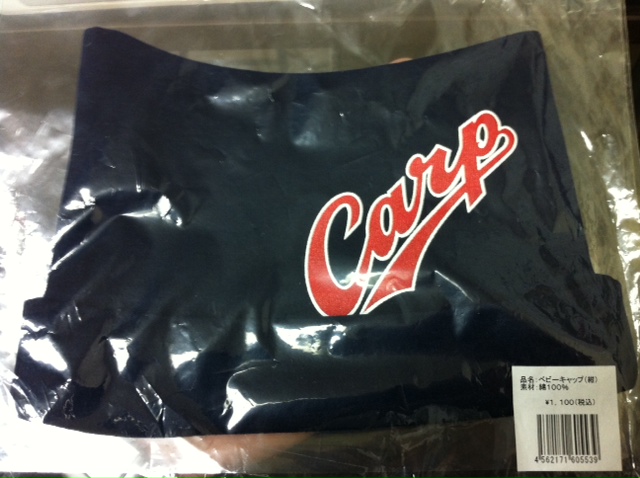 Carp
品名:ベビーキャップ(紺)
素材:綿100%
¥1,100(税込)
4562171605539